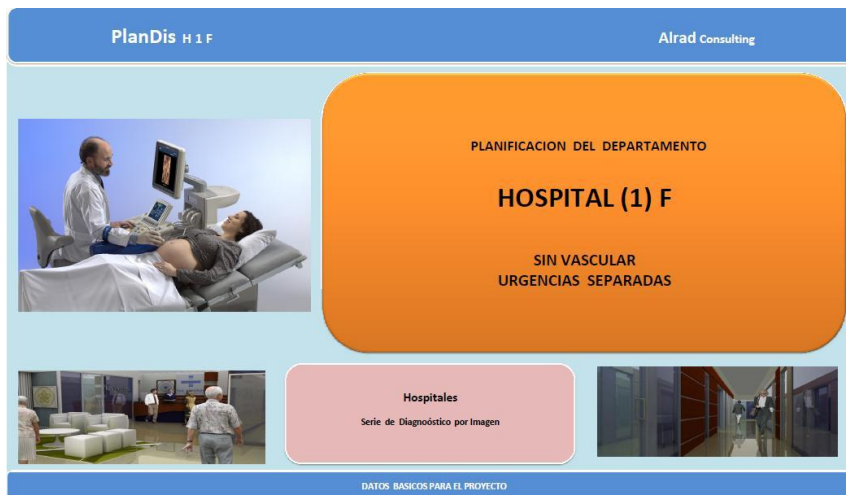 PlanDis H 1 F
Alrad Consulting
PLANIFICACION DEL DEPARTAMENTO
HOSPITAL (1) F
SIN VASCULAR
URGENCIAS SEPARADAS
Hospitales
Serie de Diagnoóstico por Imagen
DATOS BASICOS PARA EL PROYECTO